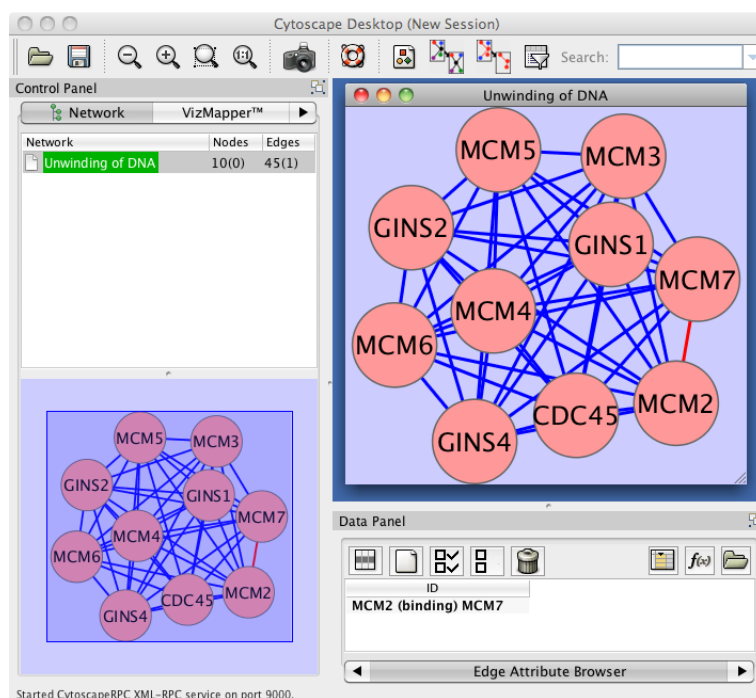 Cytoscape Desktop (New Session)
1:1
Search:
Control Panel
Network VizMapper™
Network Nodes Edges
Unwinding of DNA 10(0) 45(1)
Unwinding of DNA
MCM5
MCM3
GINS2
GINS1
MCM7
MCM4
MCM6
MCM2
CDC45
GINS4
MCM5
MCM3
GINS2
GINS1
MCM7
MCM4
MCM6
MCM2
CDC45
GINS4
Data Panel
f(x)
ID
MCM2 (binding) MCM7
Edge Attribute Browser
Started CytoscapeRPC XML-RPC service on port 9000.